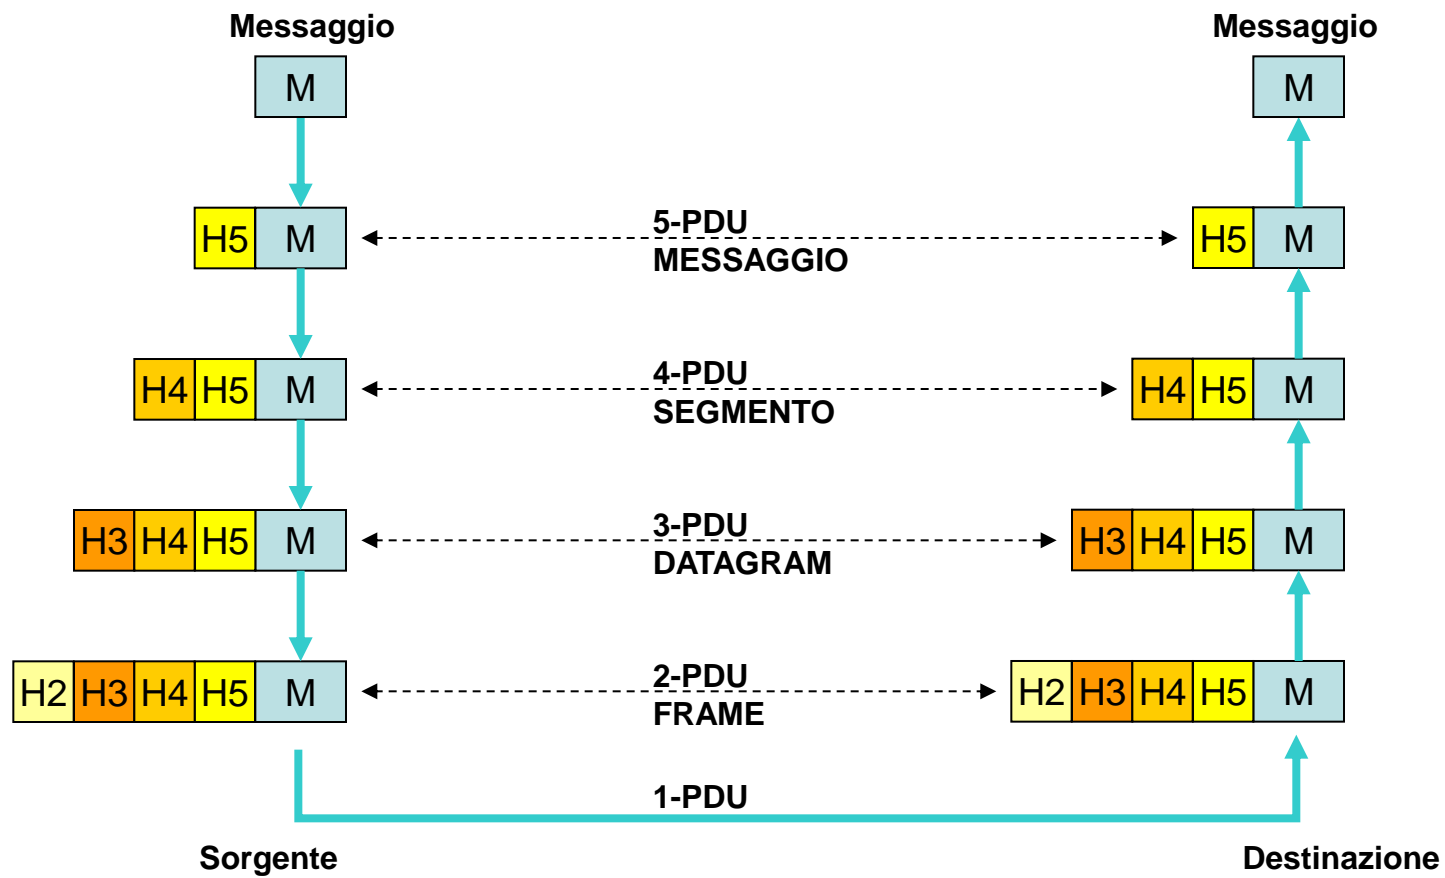 Messaggio Messaggio
M M
H5 M 5-PDU H5 M
MESSAGGIO
H4 H5 M 4-PDU H4 H5 M
SEGMENTO
H3 H4 H5 M 3-PDU H3 H4 H5 M
DATAGRAM
H2 H3 H4 H5 M 2-PDU H2 H3 H4 H5 M
FRAME
1-PDU
Sorgente Destinazione